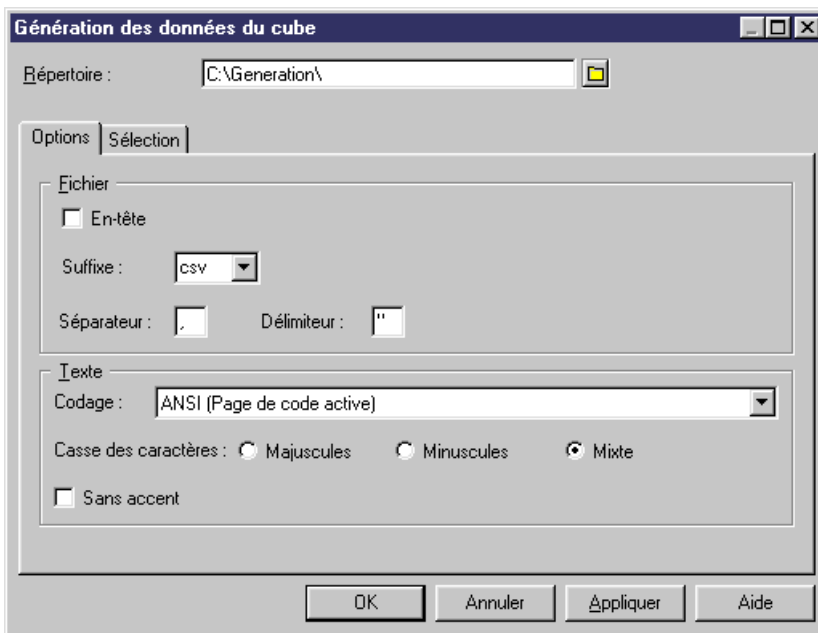 Génération des données du cube
Répertoire : C:\Generation\
Options Sélection
Fichier
En-tête
Suffixe : csv
Séparateur : , Délimiteur : "
Texte
Codage : ANSI (Page de code active)
Casse des caractères : Majuscules Minuscules Mixte
Sans accent
OK Annuler Appliquer Aide